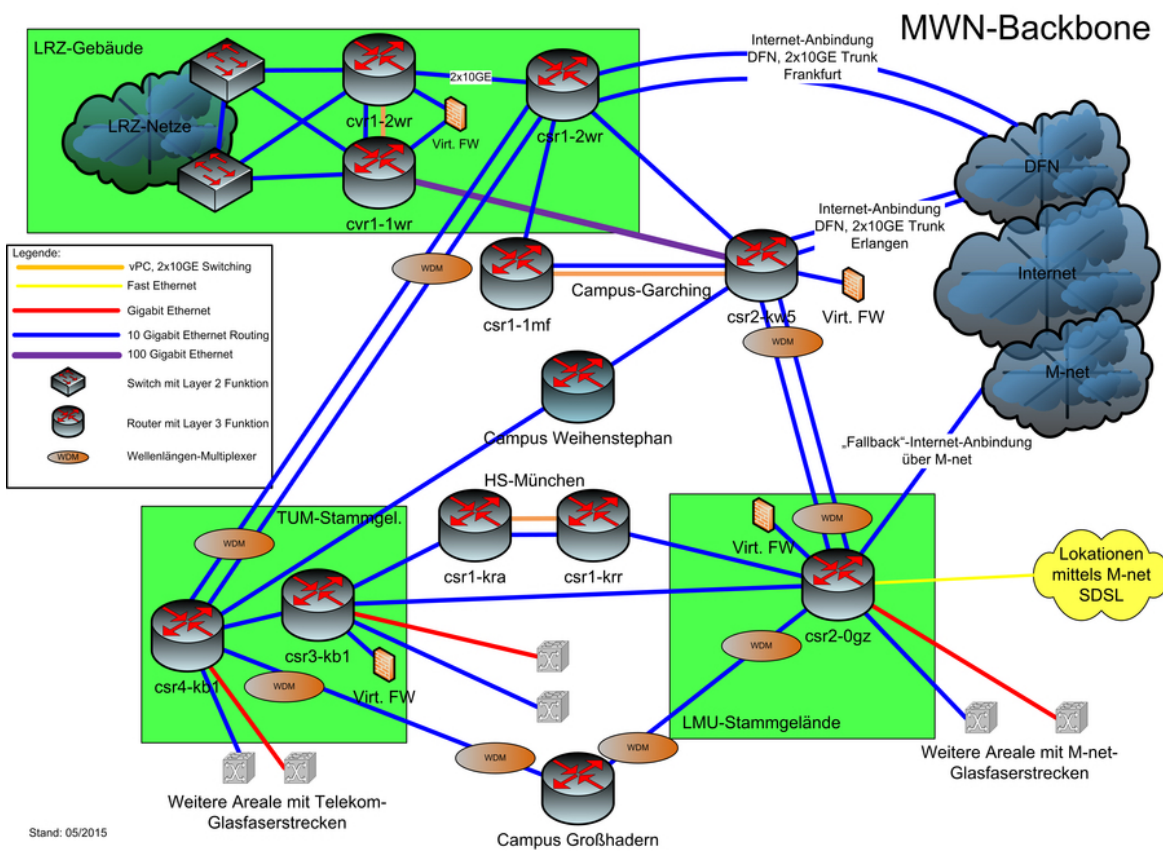 MWN-Backbone
LRZ-Gebäude
LRZ-Netze
cvr1-2wr
2x10GE
csr1-2wr
Virt. FW
cvr1-1wr
Internet-Anbindung
DFN, 2x10GE Trunk
Frankfurt
DFN
Internet-Anbindung
DFN, 2x10GE Trunk
Erlangen
Internet
M-net
Legende:
vPC, 2x10GE Switching
Fast Ethernet
Gigabit Ethernet
10 Gigabit Ethernet Routing
100 Gigabit Ethernet
Switch mit Layer 2 Funktion
Router mit Layer 3 Funktion
WDM
Wellenlängen-Multiplexer
WDM
csr1-1mf
Campus-Garching
csr2-kw5
Virt. FW
WDM
Campus Weihenstephan
„Fallback“-Internet-Anbindung
über M-net
HS-München
csr1-kra
csr1-krr
TUM-Stammgel.
WDM
csr3-kb1
csr4-kb1
Virt. FW
WDM
WDM
Virt. FW
csr2-0gz
WDM
LMU-Stammgelände
Lokationen
mittels M-net
SDSL
WDM
WDM
Campus Großhadern
Weitere Areale mit Telekom-
Glasfaserstrecken
Weitere Areale mit M-net-
Glasfaserstrecken
Stand: 05/2015